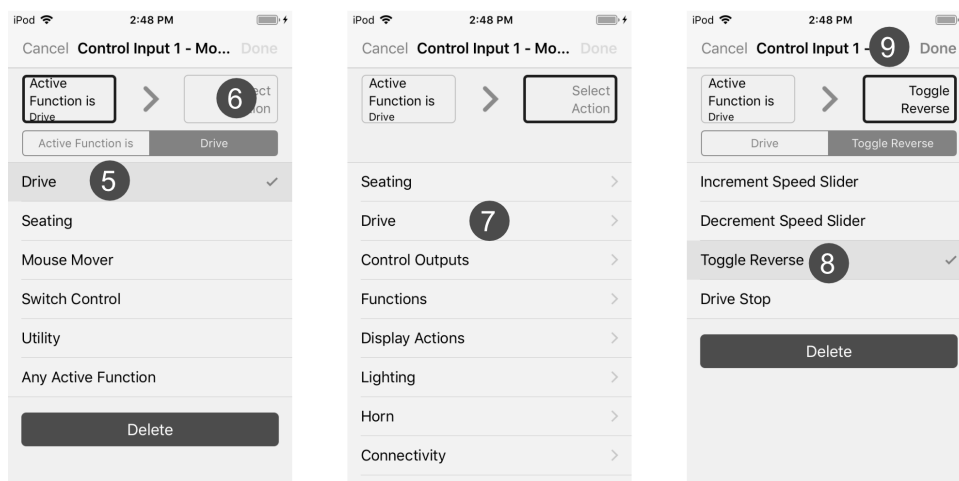 iPod 2:48 PM
Cancel Control Input 1 - Mo... Done
Active
Function is
Drive
6
Active Function is Drive
Drive 5
Seating
Mouse Mover
Switch Control
Utility
Any Active Function
Delete
iPod 2:48 PM
Cancel Control Input 1 - Mo... Done
Active
Function is
Drive
Select
Action
Seating
Drive 7
Control Outputs
Functions
Display Actions
Lighting
Horn
Connectivity
iPod 2:48 PM
Cancel Control Input 1 - 9 Done
Active
Function is
Drive
Toggle
Reverse
Drive Toggle Reverse
Increment Speed Slider
Decrement Speed Slider
Toggle Reverse 8
Drive Stop
Delete